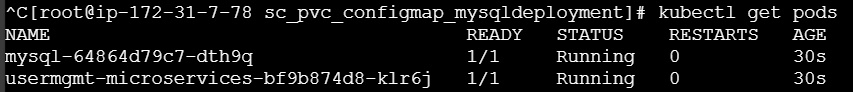 ^C[root@ip-172-31-7-78 sc_pvc_configmap_mysqldeployment]# kubectl get pods
NAME READY STATUS RESTARTS AGE
mysql-64864d79c7-dth9q 1/1 Running 0 30s
usermgmt-microservices-bf9b874d8-klr6j 1/1 Running 0 30s